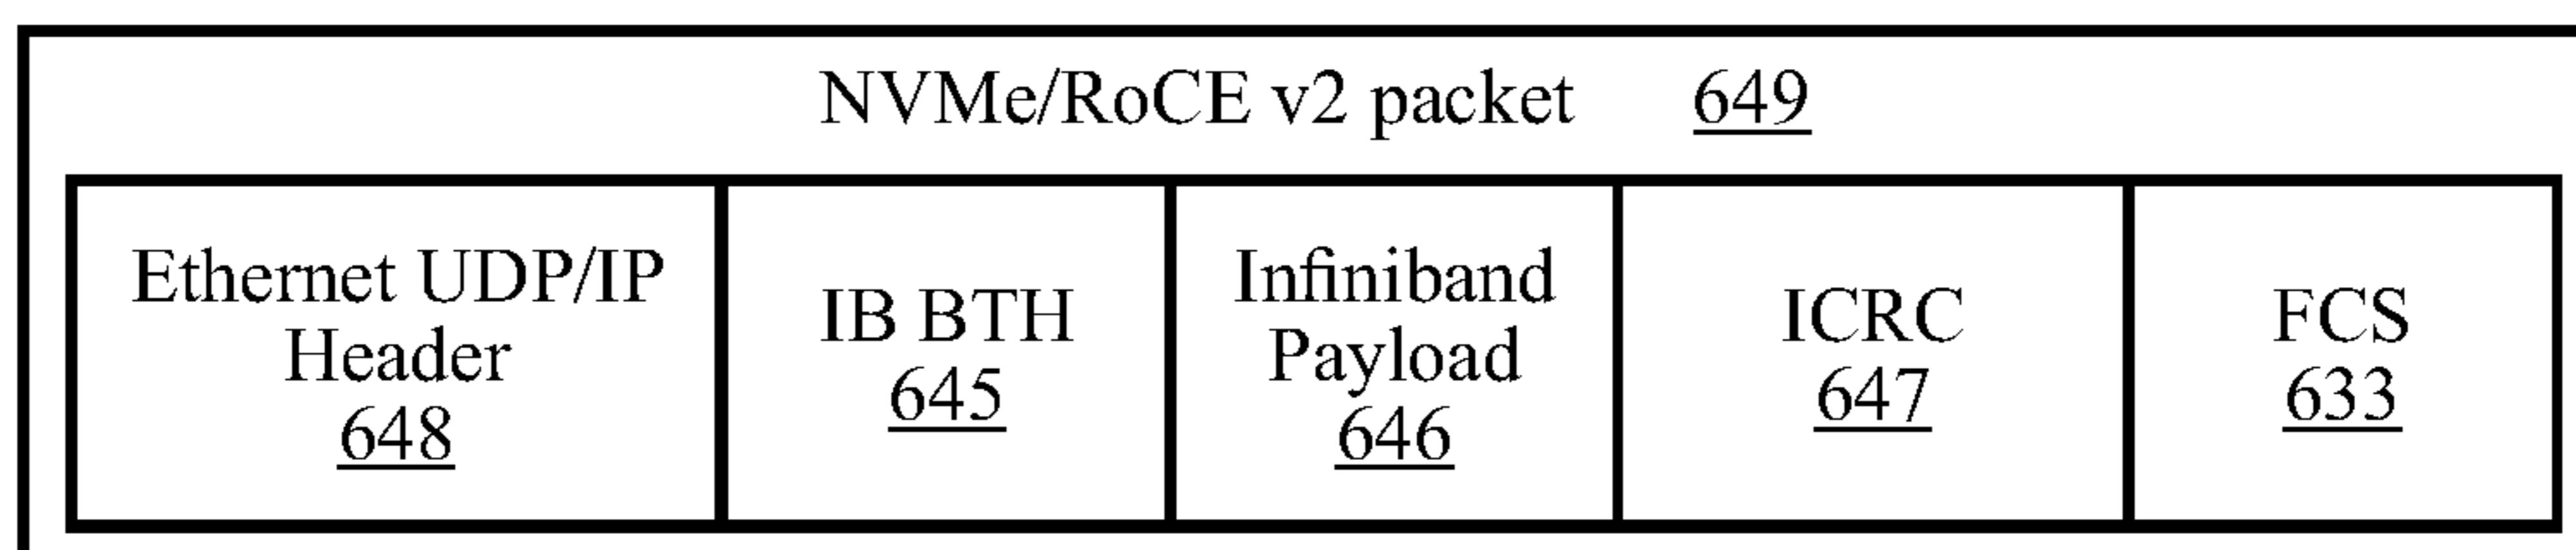 NVMe/RoCE v2 packet 649
Ethernet UDP/IP
Header
648
IB BTH
645
Infiniband
Payload
646
ICRC
647
FCS
633